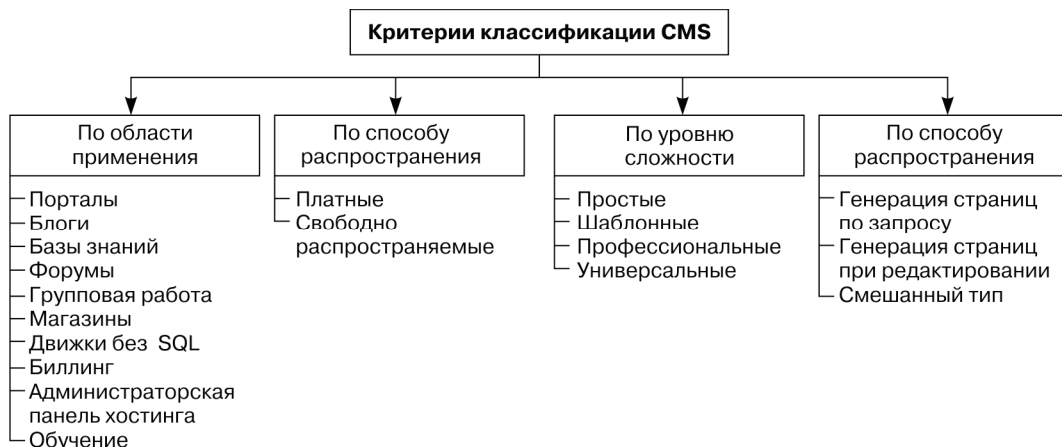 Критерии классификации CMS
По области
применения
Порталы
Блоги
Базы знаний
Форумы
Групповая работа
Магазины
Движки без SQL
Биллинг
Администраторская
панель хостинга
Обучение
По способу
распространения
Платные
Свободно
распространяемые
По уровню
сложности
Простые
Шаблонные
Профессиональные
Универсальные
По способу
распространения
Генерация страниц
по запросу
Генерация страниц
при редактировании
Смешанный тип